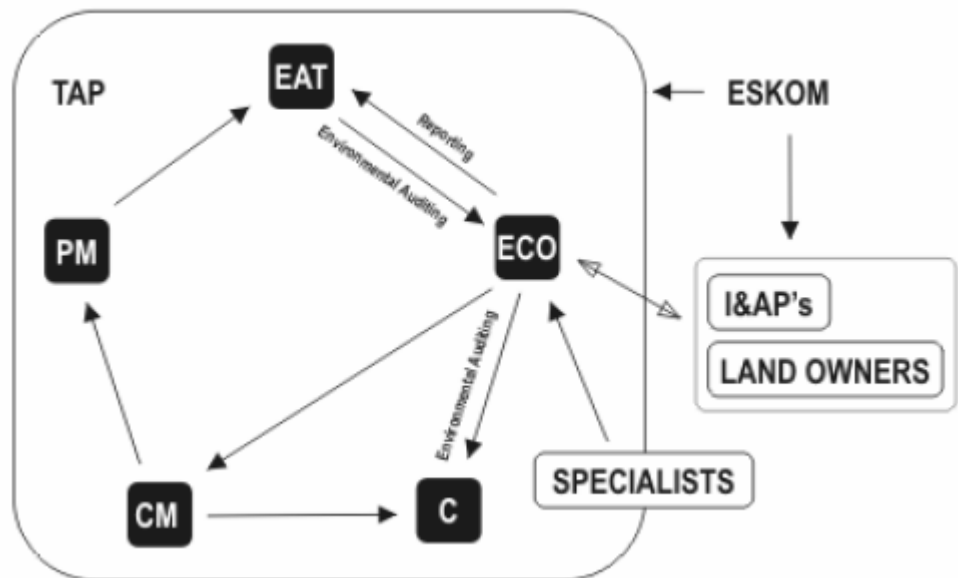 TAP
EAT
ESKOM
Reporting
Environmental Auditing
PM
ECO
I&AP's
LAND OWNERS
Environmental Auditing
SPECIALISTS
CM
C